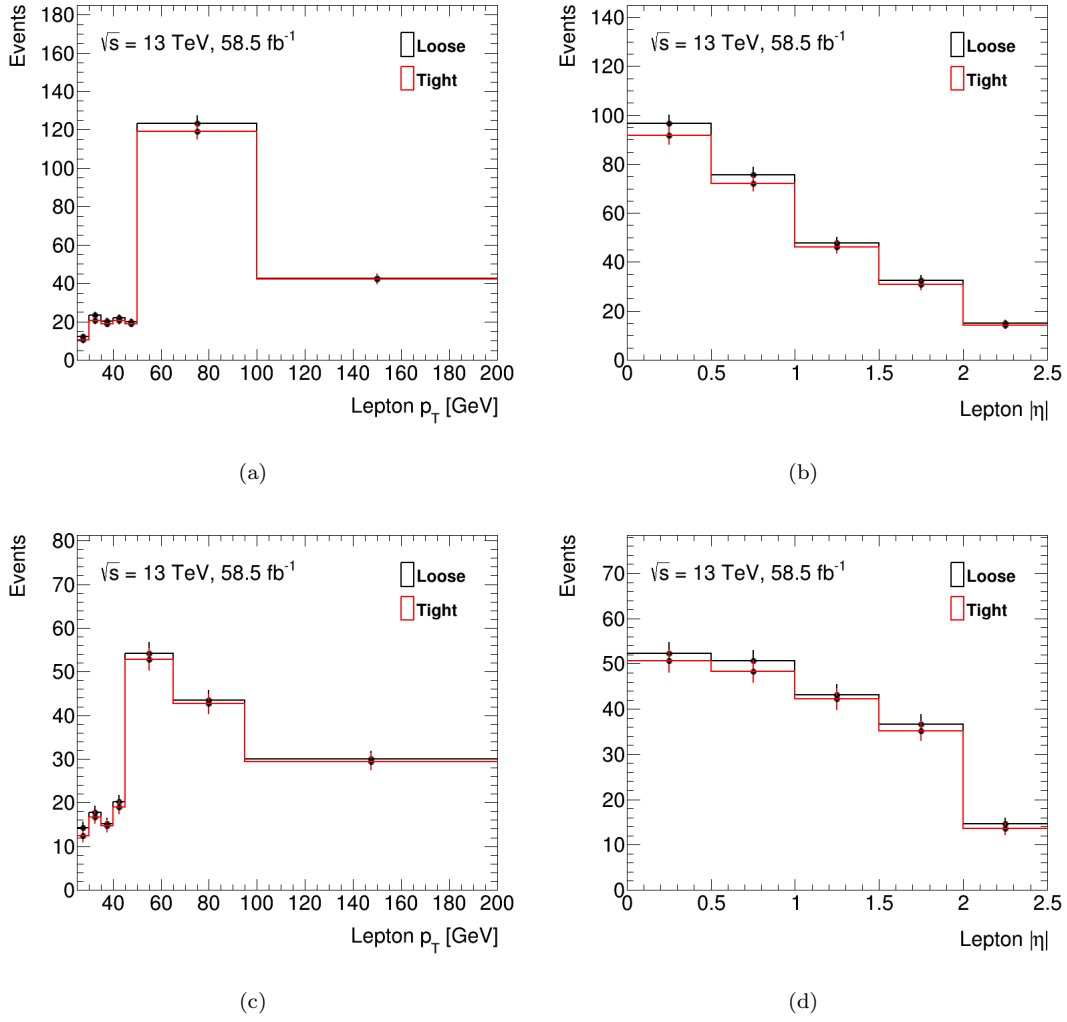 Events
√s = 13 TeV, 58.5 fb-1
Loose
Tight
180
160
140
120
100
80
60
40
20
0
40 60 80 100 120 140 160 180 200
Lepton pT [GeV]
(a)
Events
√s = 13 TeV, 58.5 fb-1
Loose
Tight
140
120
100
80
60
40
20
0
0 0.5 1 1.5 2 2.5
Lepton |η|
(b)
Events
√s = 13 TeV, 58.5 fb-1
Loose
Tight
80
70
60
50
40
30
20
10
0
40 60 80 100 120 140 160 180 200
Lepton pT [GeV]
(c)
Events
√s = 13 TeV, 58.5 fb-1
Loose
Tight
70
60
50
40
30
20
10
0
0 0.5 1 1.5 2 2.5
Lepton |η|
(d)